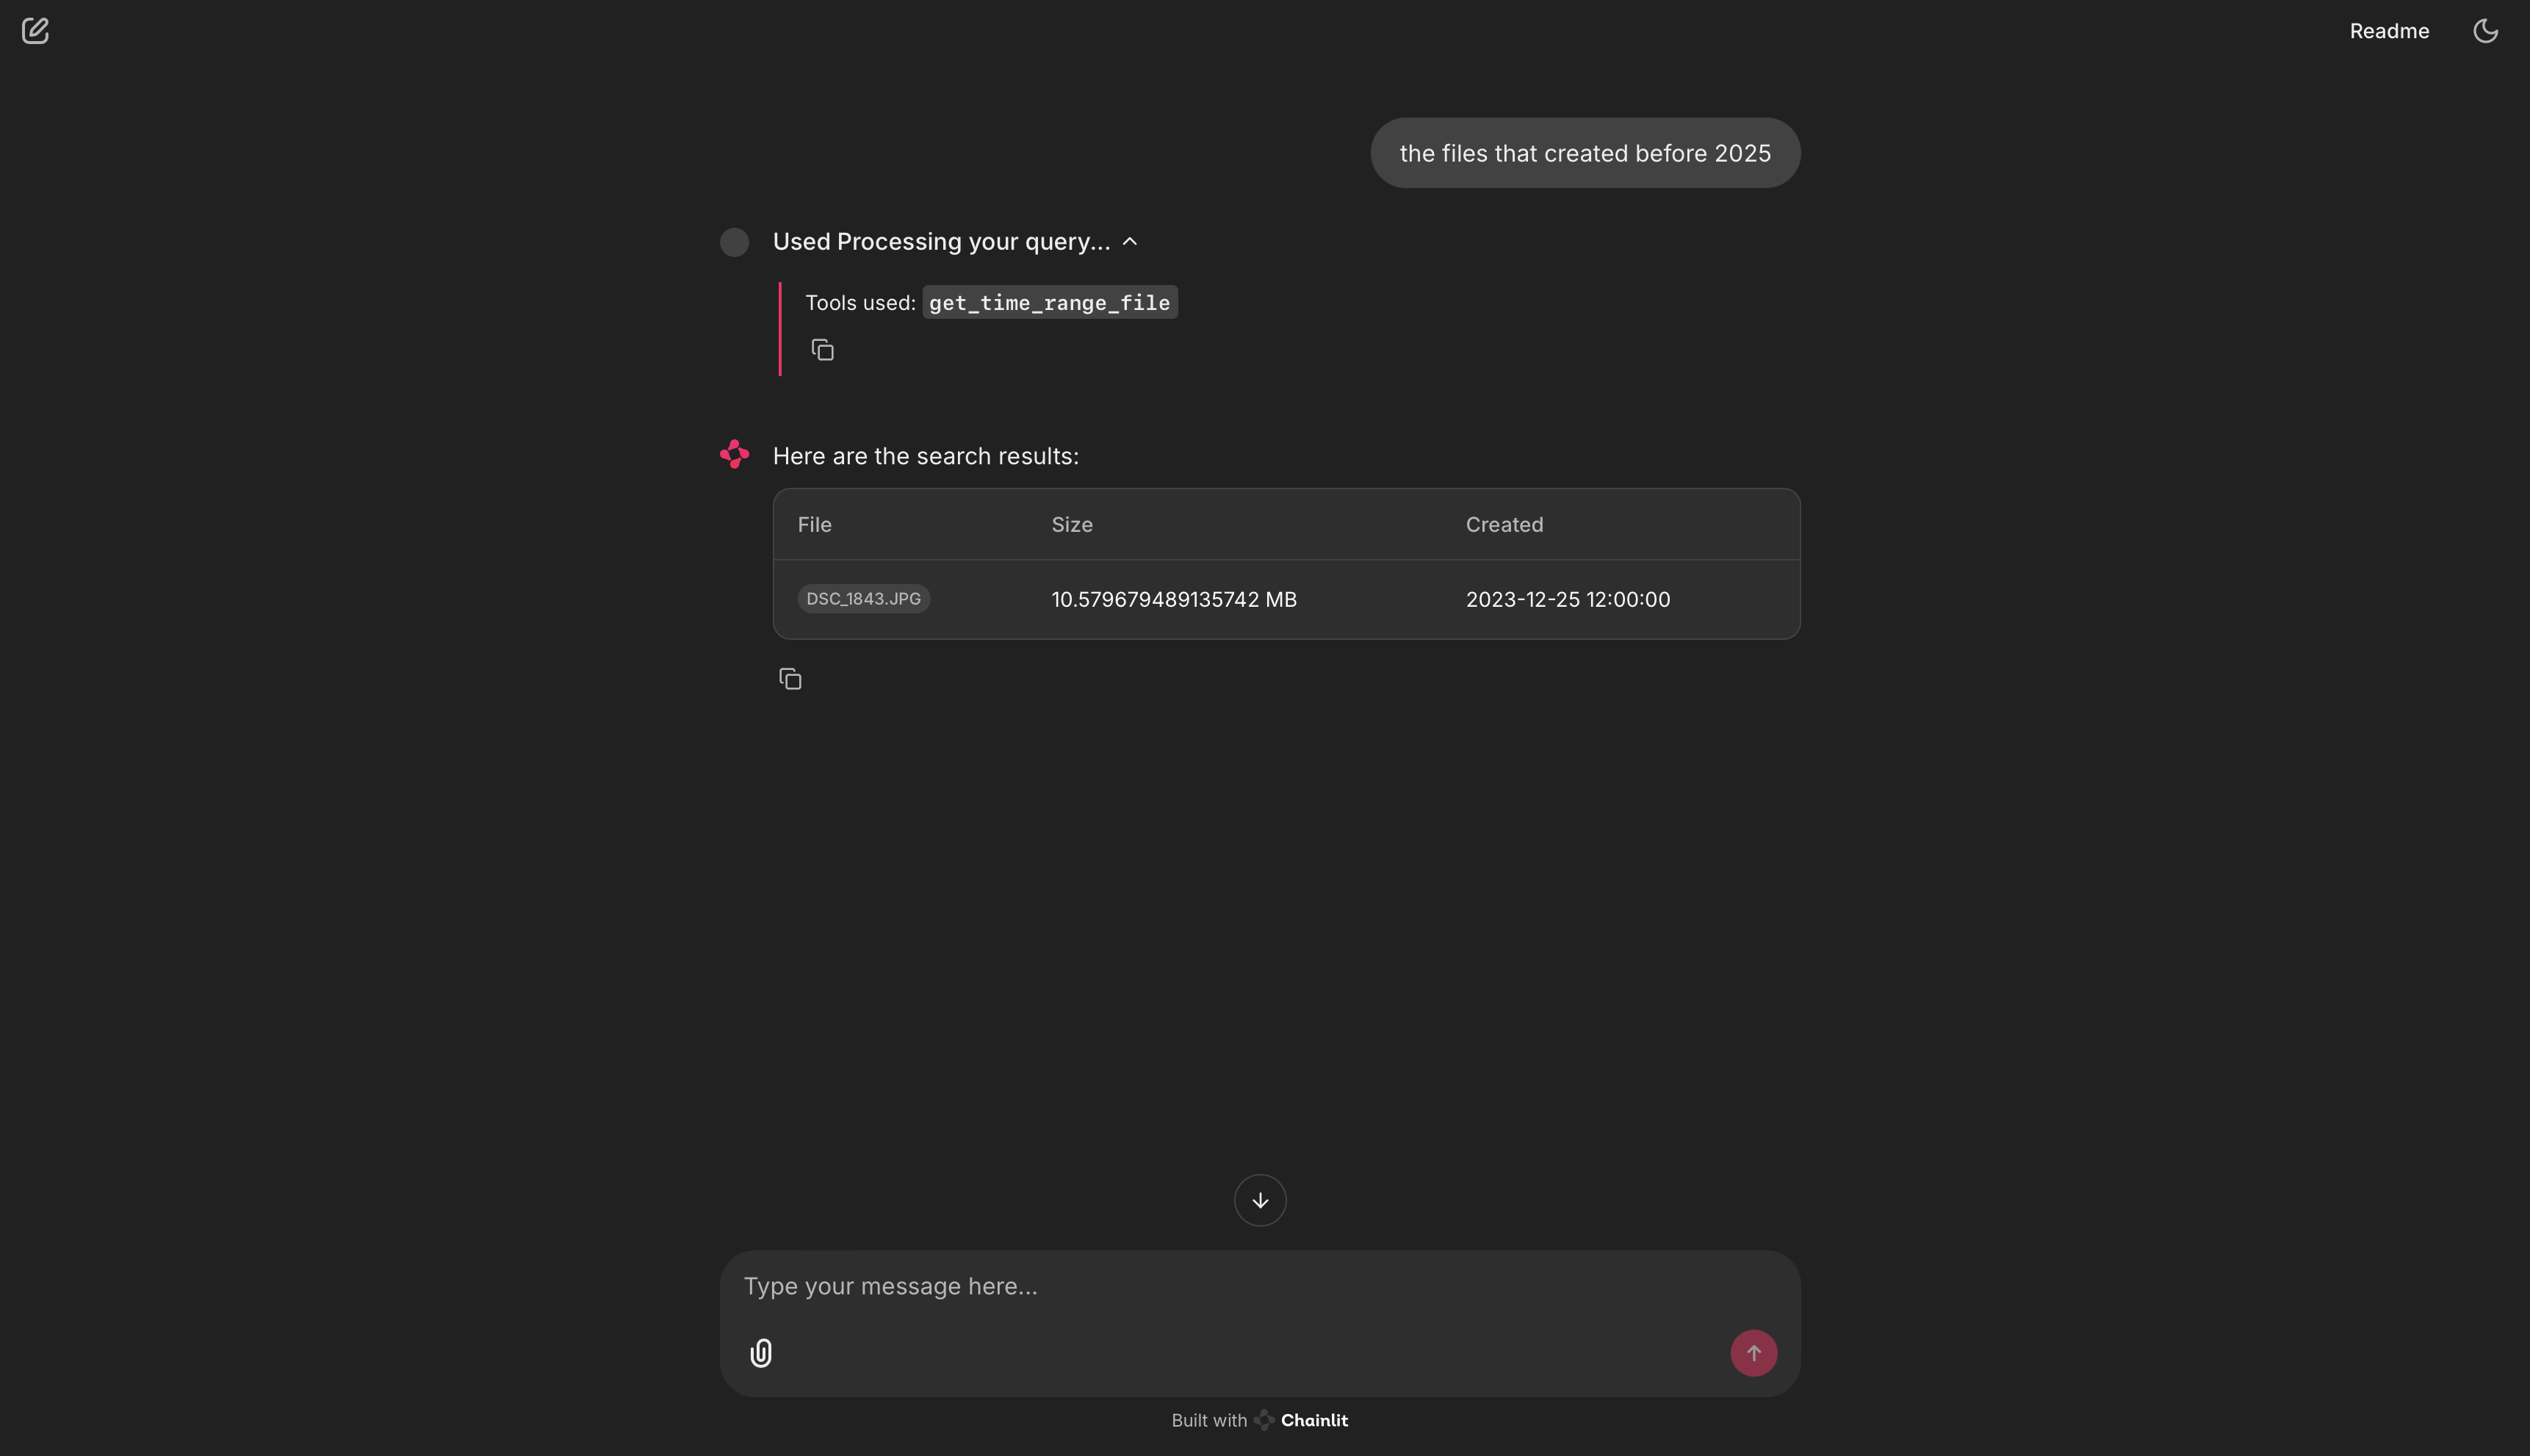 Readme
the files that created before 2025
Used Processing your query...
Tools used: get_time_range_file
Here are the search results:
File Size Created
DSC_1843.JPG 10.579679489135742 MB 2023-12-25 12:00:00
Type your message here...
Built with Chainlit